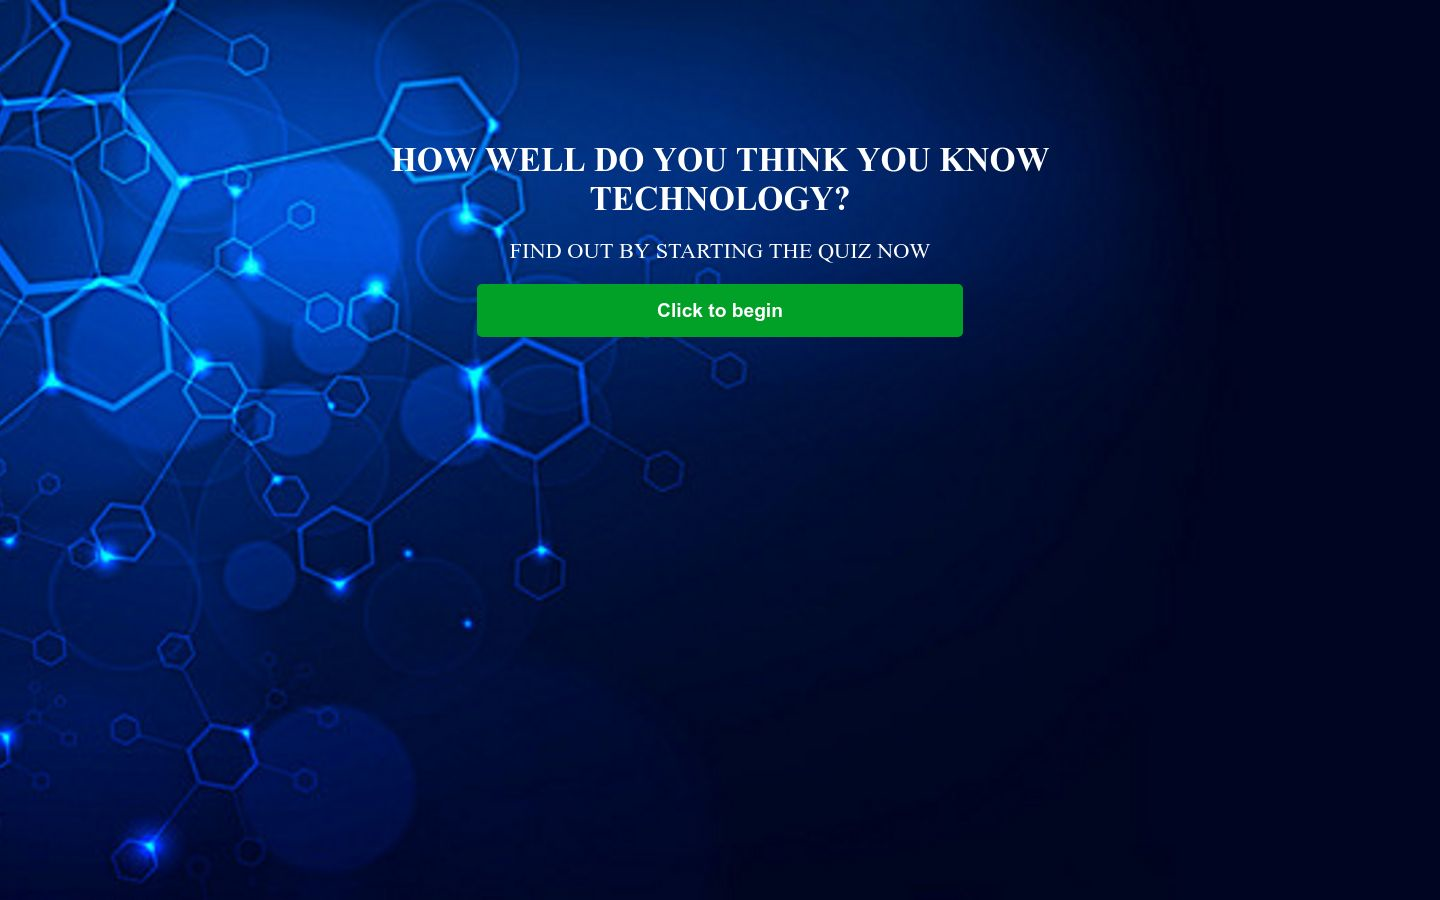 HOW WELL DO YOU THINK YOU KNOW
TECHNOLOGY?
FIND OUT BY STARTING THE QUIZ NOW
Click to begin